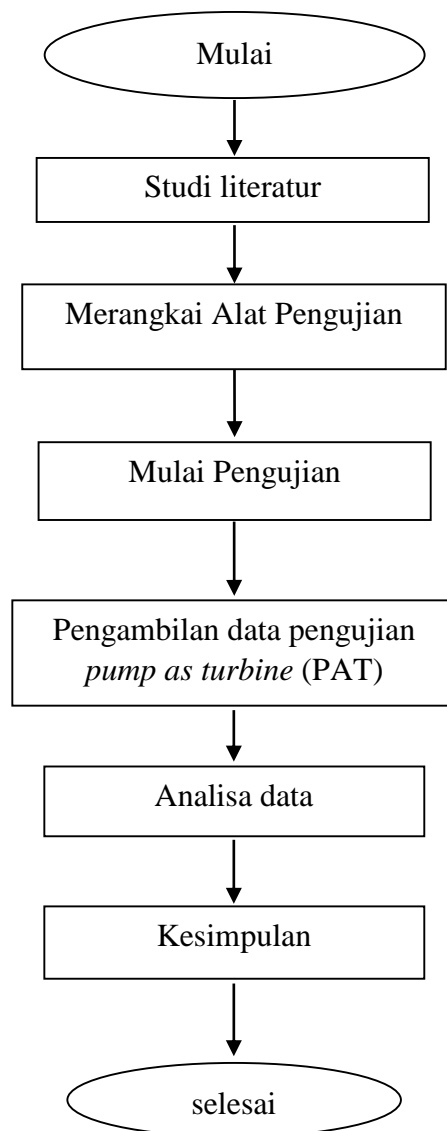 Mulai
Studi literatur
Merangkai Alat Pengujian
Mulai Pengujian
Pengambilan data pengujian
pump as turbine (PAT)
Analisa data
Kesimpulan
selesai